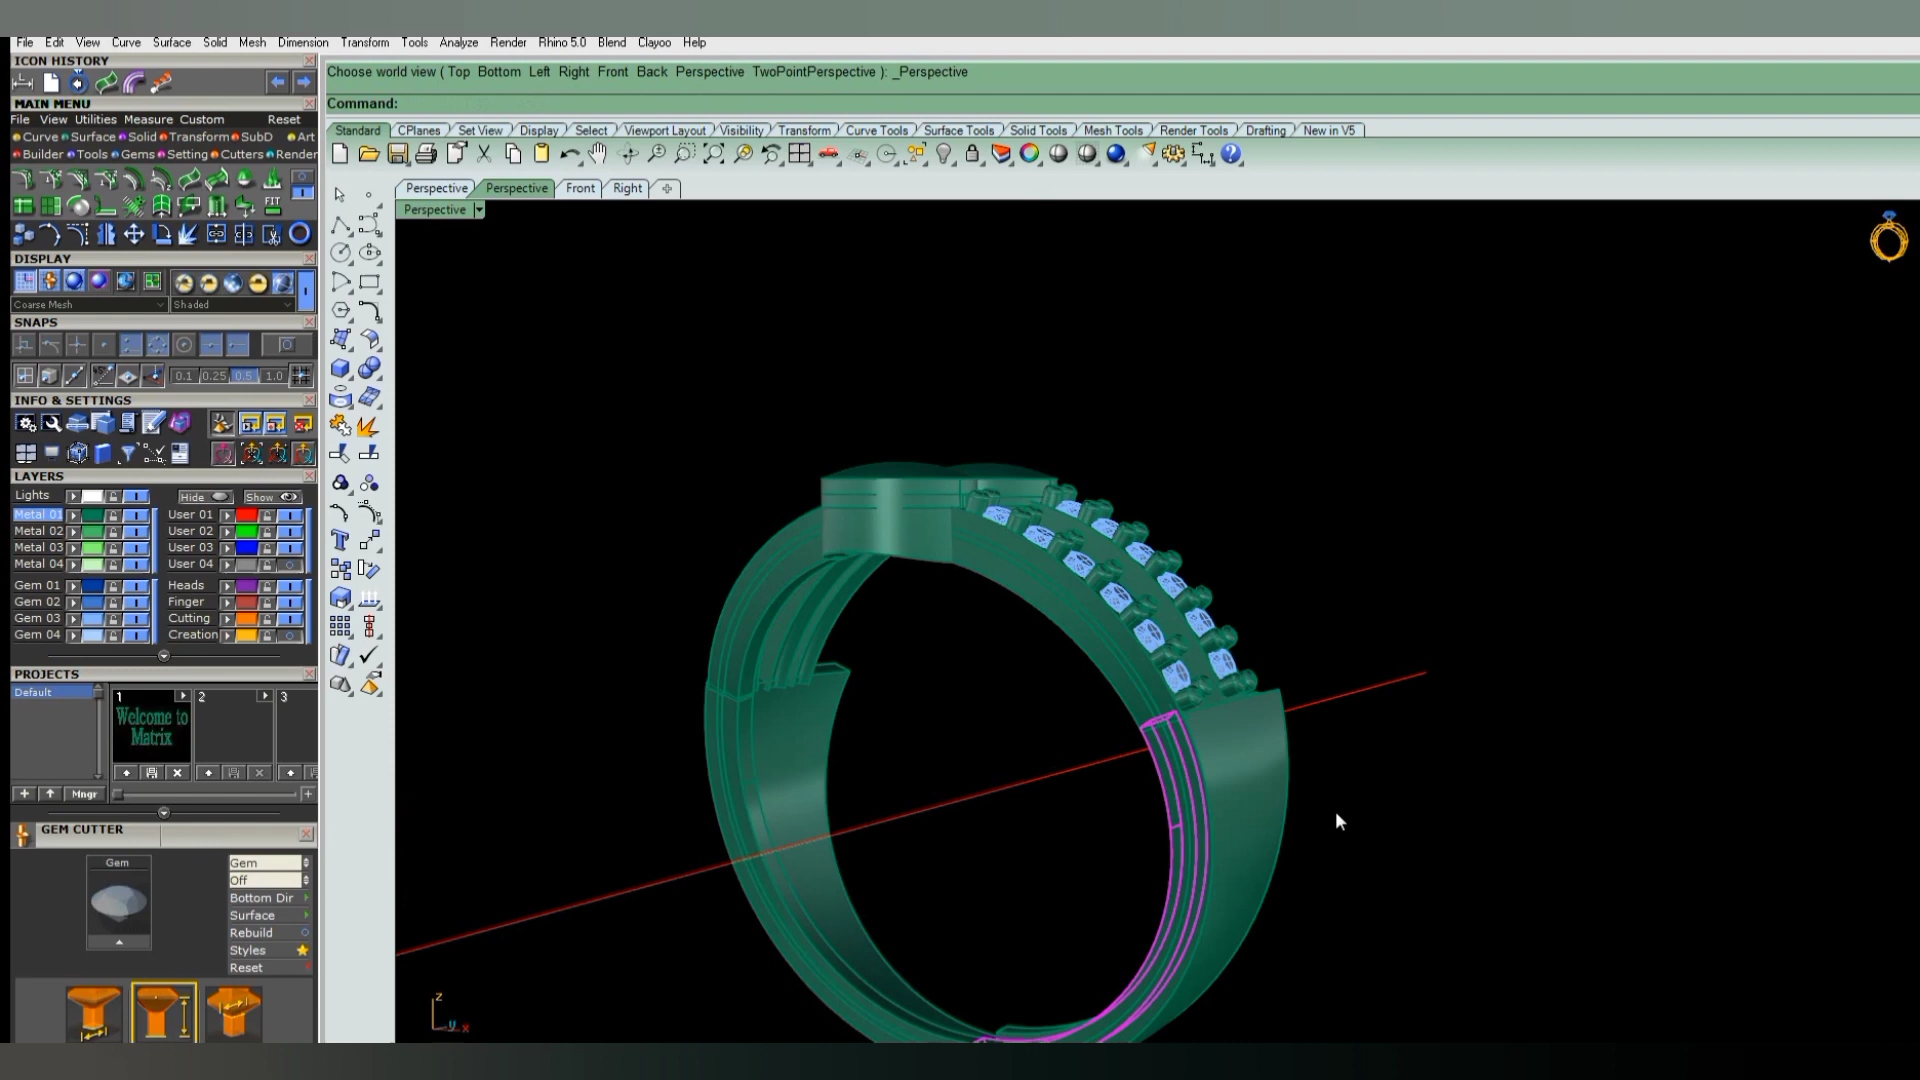 File Edit View Curve Surface Solid Mesh Dimension Transform Tools Analyze Render Rhino 5.0 Blend Clayoo Help
ICON HISTORY
Choose world view ( Top Bottom Left Right Front Back Perspective TwoPointPerspective ): _Perspective
Command:
MAIN MENU
File View Utilities Measure Custom Reset
Curve Surface Solid Transform SubD Art
Builder Tools Gems Setting Cutters Render
FIT
Standard CPlanes Set View Display Select Viewport Layout Visibility Transform Curve Tools Surface Tools Solid Tools Mesh Tools Render Tools Drafting New in V5
Perspective Perspective Front Right
Perspective
DISPLAY
Coarse Mesh Shaded
SNAPS
0.1 0.25 0.5 1.0
INFO & SETTINGS
LAYERS
Lights Hide Show
Metal 01 User 01
Metal 02 User 02
Metal 03 User 03
Metal 04 User 04
Gem 01 Heads
Gem 02 Finger
Gem 03 Cutting
Gem 04 Creation
PROJECTS
Default
1 2 3
Welcome to
Matrix
Mngr
GEM CUTTER
Gem
Gem
Off
Bottom Dir
Surface
Rebuild
Styles
Reset
z
y x